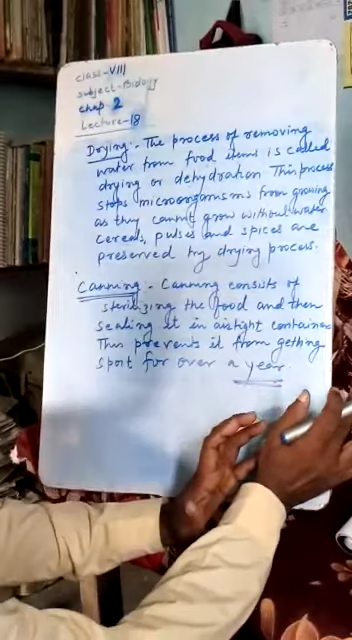 class-VIII
subject-Biology
chap-2
Lecture-18
Drying:- The process of removing
water from food items is called
drying or dehydration This process
stops microorganisms from growing
as they cannot grow without water
Cereals, pulses and spices are
preserved by drying process.
Canning:- Canning consists of
sterilizing the food and then
sealing it in airtight container
This prevents it from getting
spoit for over a year.